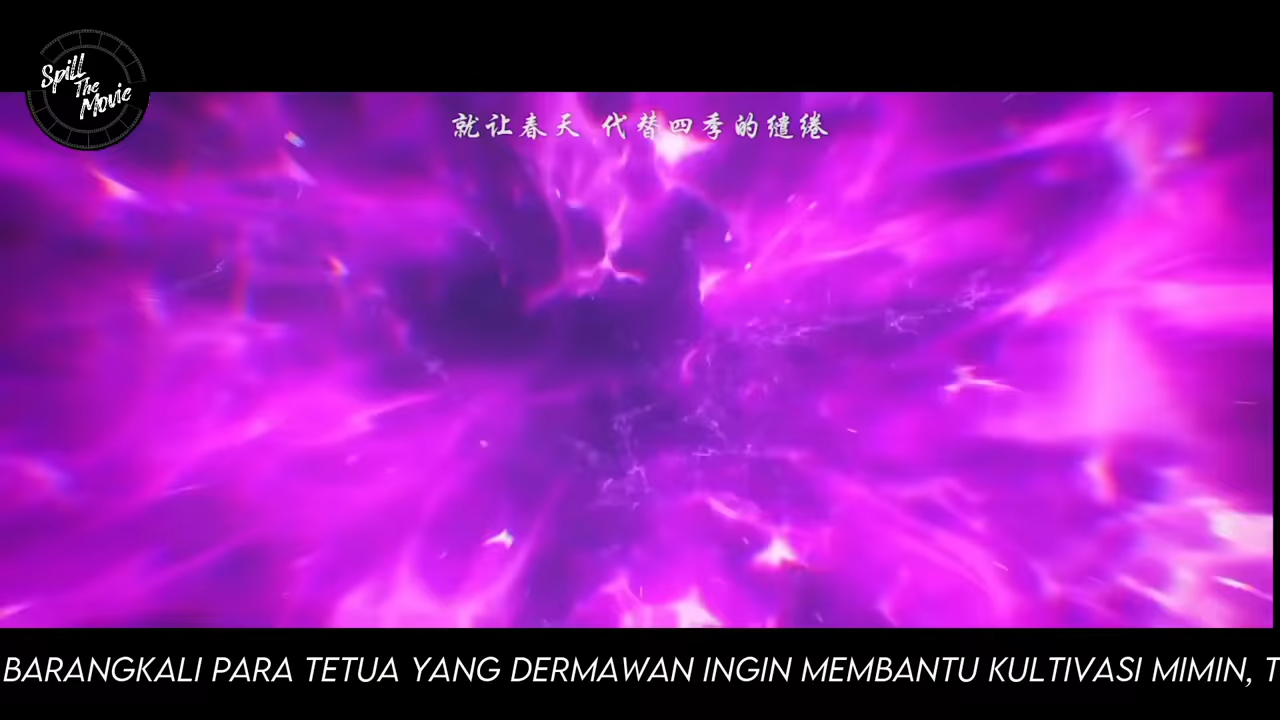 Spill
The
Movie
就让春天 代替四季的缱绻
BARANGKALI PARA TETUA YANG DERMAWAN INGIN MEMBANTU KULTIVASI MIMIN, T